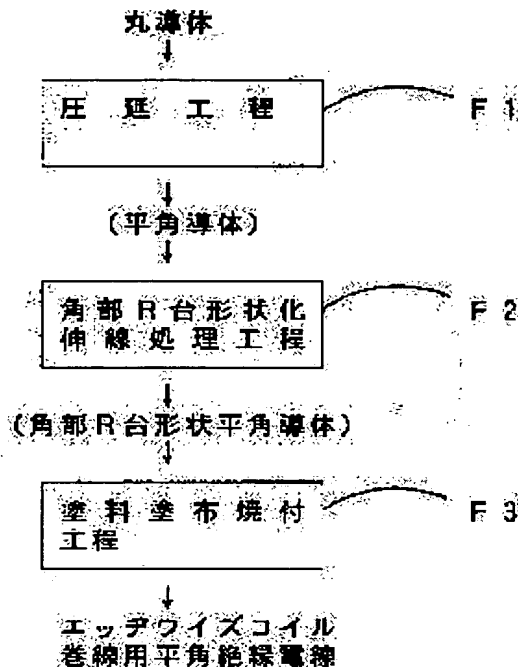 丸導体
圧延工程 F1
(平角導体)
角部R台形状化 F2
伸線処理工程
(角部R台形状平角導体)
塗料塗布焼付 F3
工程
エッヂワイズコイル
巻線用平角絶縁電線